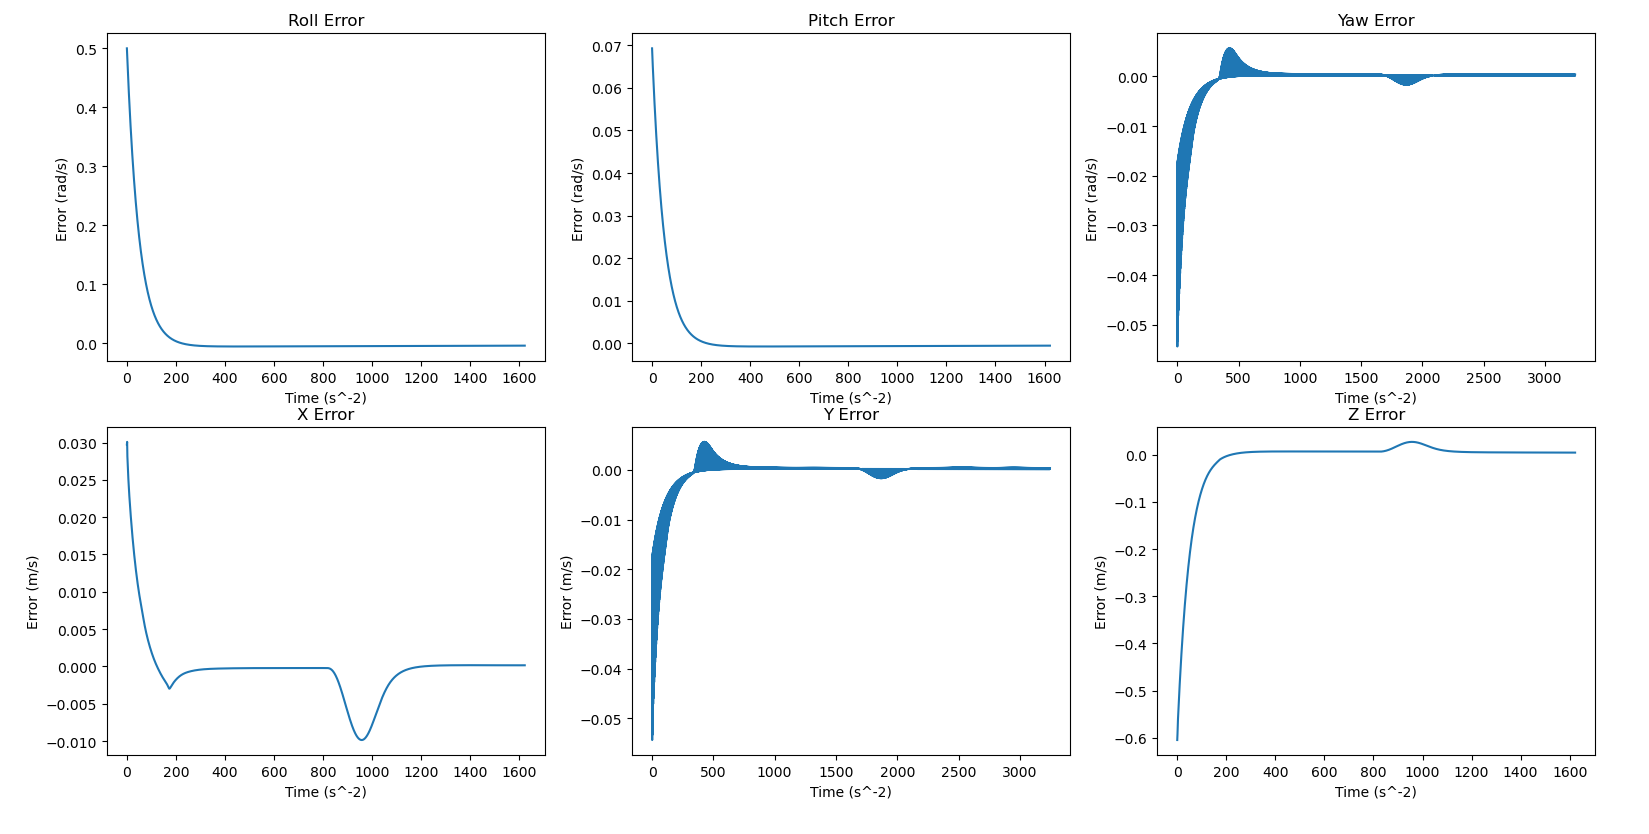 Roll Error
Error (rad/s)
0.5
0.4
0.3
0.2
0.1
0.0
0 200 400 600 800 1000 1200 1400 1600
Time (s^-2)
Pitch Error
Error (rad/s)
0.07
0.06
0.05
0.04
0.03
0.02
0.01
0.00
0 200 400 600 800 1000 1200 1400 1600
Time (s^-2)
Yaw Error
Error (rad/s)
0.00
−0.01
−0.02
−0.03
−0.04
−0.05
0 500 1000 1500 2000 2500 3000
Time (s^-2)
X Error
Error (m/s)
0.030
0.025
0.020
0.015
0.010
0.005
0.000
−0.005
−0.010
0 200 400 600 800 1000 1200 1400 1600
Time (s^-2)
Y Error
Error (m/s)
0.00
−0.01
−0.02
−0.03
−0.04
−0.05
0 500 1000 1500 2000 2500 3000
Time (s^-2)
Z Error
Error (m/s)
0.0
−0.1
−0.2
−0.3
−0.4
−0.5
−0.6
0 200 400 600 800 1000 1200 1400 1600
Time (s^-2)